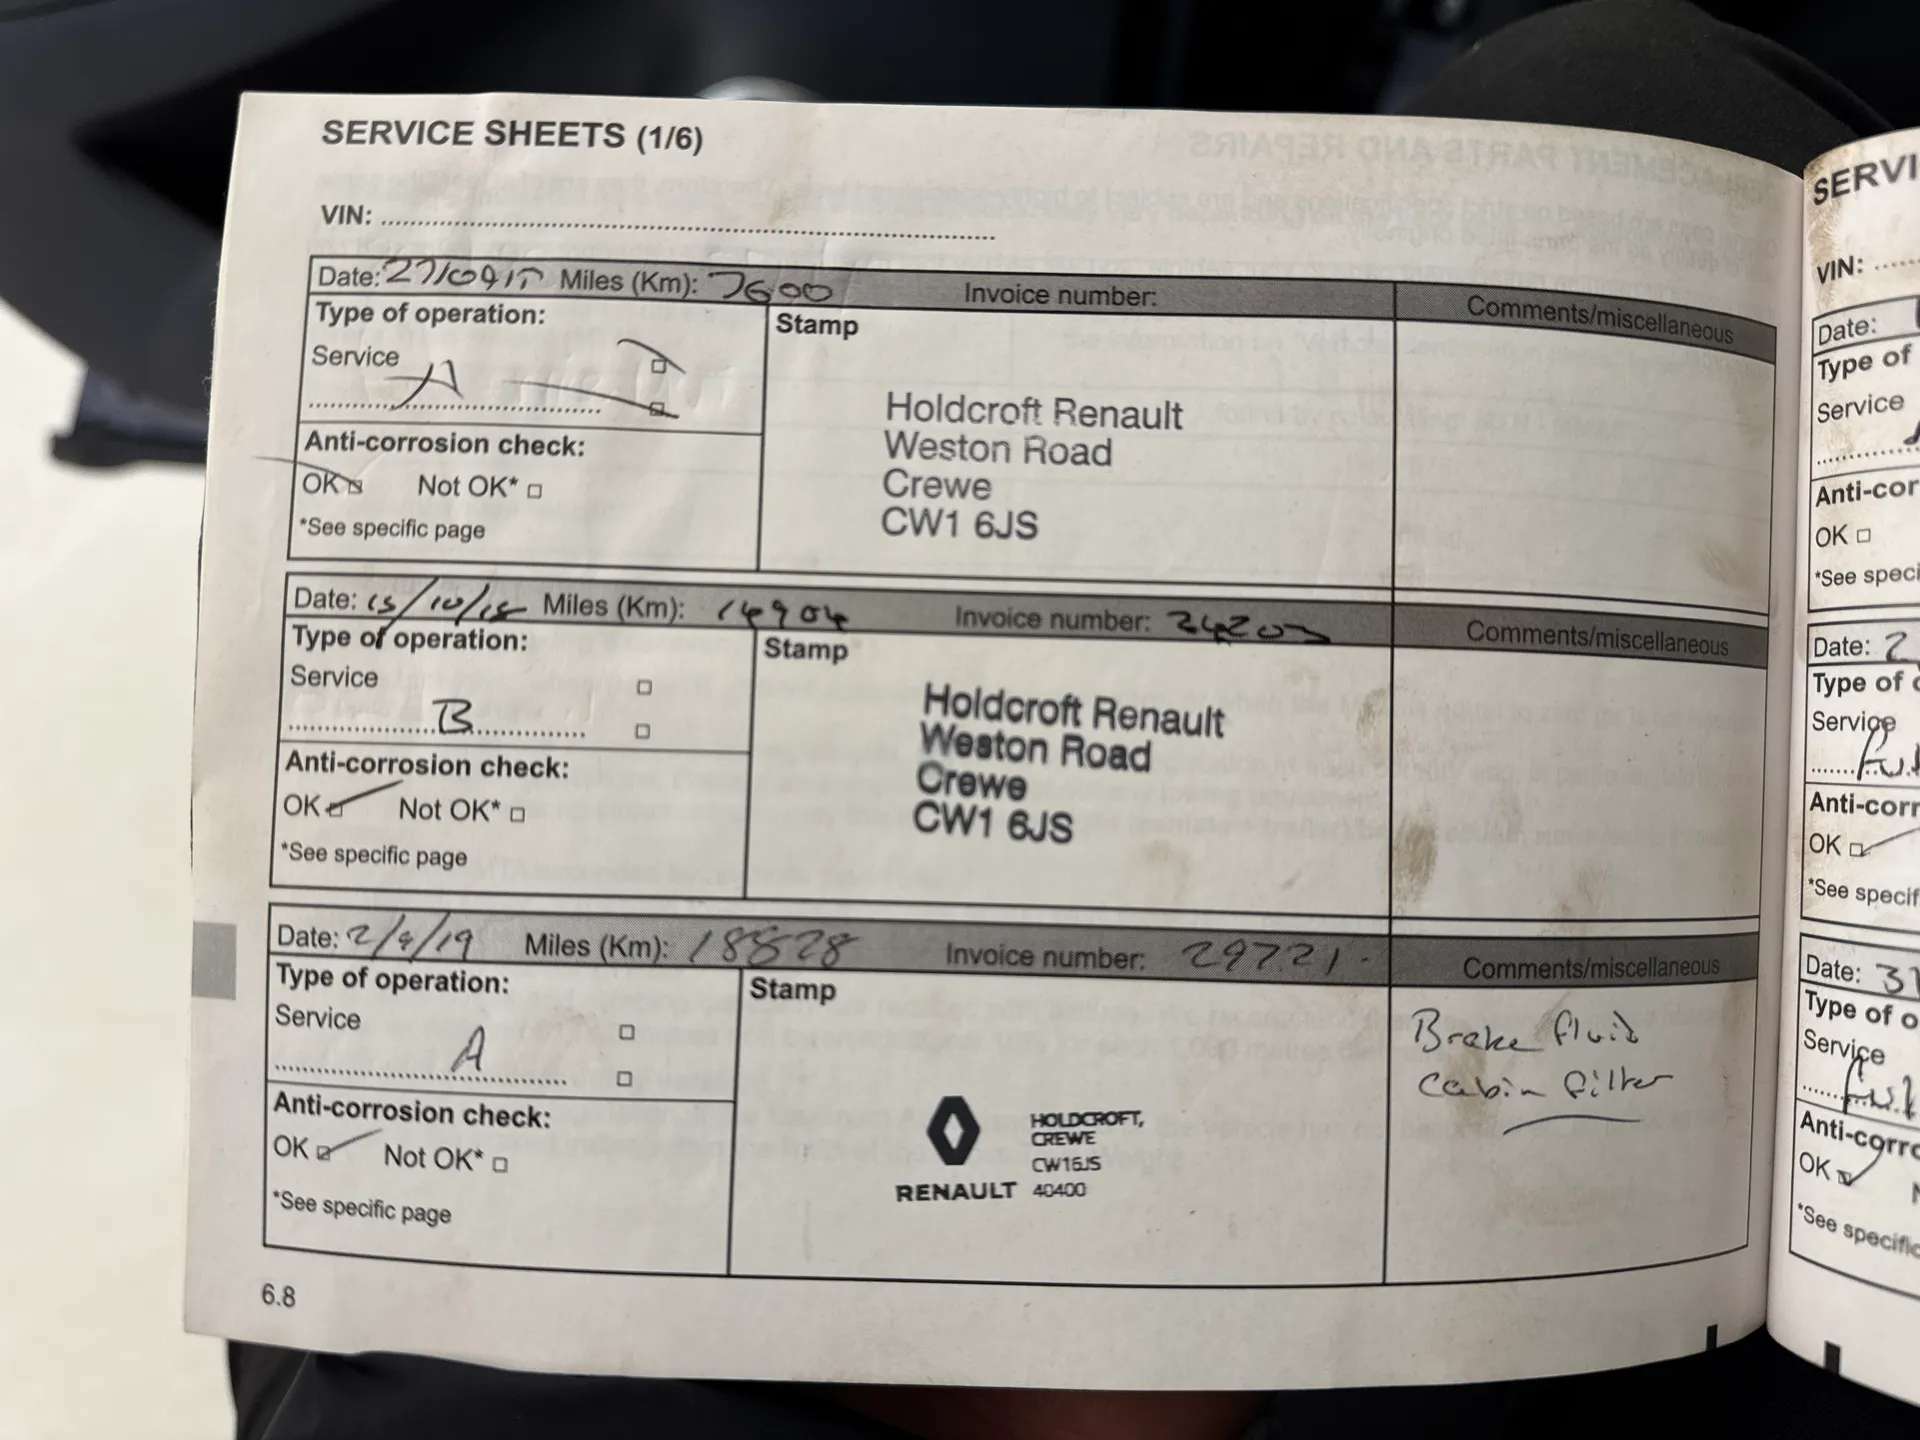 SERVICE SHEETS (1/6)
VIN:
Date: 27/09/17 Miles (Km): 7600 Invoice number: Comments/miscellaneous
Type of operation: Stamp
Service
A
Anti-corrosion check:
OK Not OK*
*See specific page
Holdcroft Renault
Weston Road
Crewe
CW1 6JS
Date: 15/10/18 Miles (Km): 14904 Invoice number: Comments/miscellaneous
Type of operation: Stamp
Service
B
Anti-corrosion check:
OK Not OK*
*See specific page
Holdcroft Renault
Weston Road
Crewe
CW1 6JS
Date: 2/9/19 Miles (Km): 18828 Invoice number: 29721 Comments/miscellaneous
Type of operation: Stamp
Service
A
Anti-corrosion check:
OK Not OK*
*See specific page
HOLDCROFT,
CREWE
CW16JS
RENAULT 40400
Brake fluid
Cabin filter
6.8
SERVI
VIN:
Date:
Type of
Service
Anti-cor
OK
*See speci
Date: 2
Type of
Service
Ful
Anti-corr
OK
*See specif
Date: 31
Type of o
Service
Ful
Anti-corro
OK
*See specific